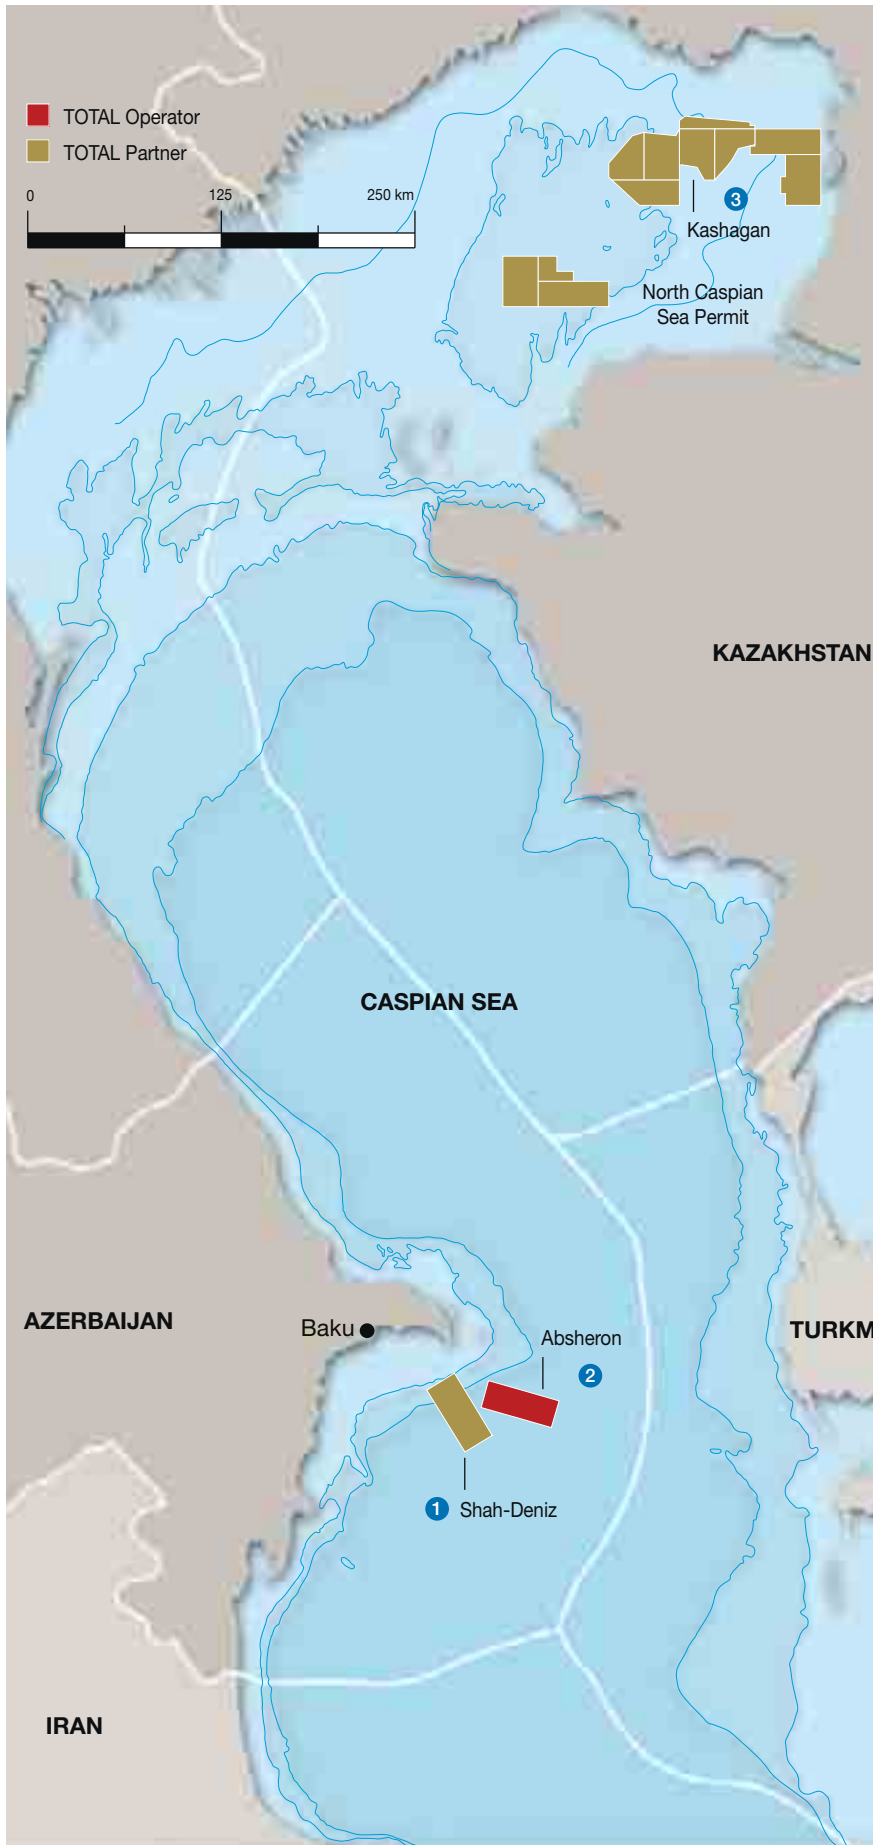 TOTAL Operator
TOTAL Partner
0 125 250 km
3
Kashagan
North Caspian
Sea Permit
KAZAKHSTAN
CASPIAN SEA
AZERBAIJAN
Baku
TURKM
Absheron
2
1 Shah-Deniz
IRAN